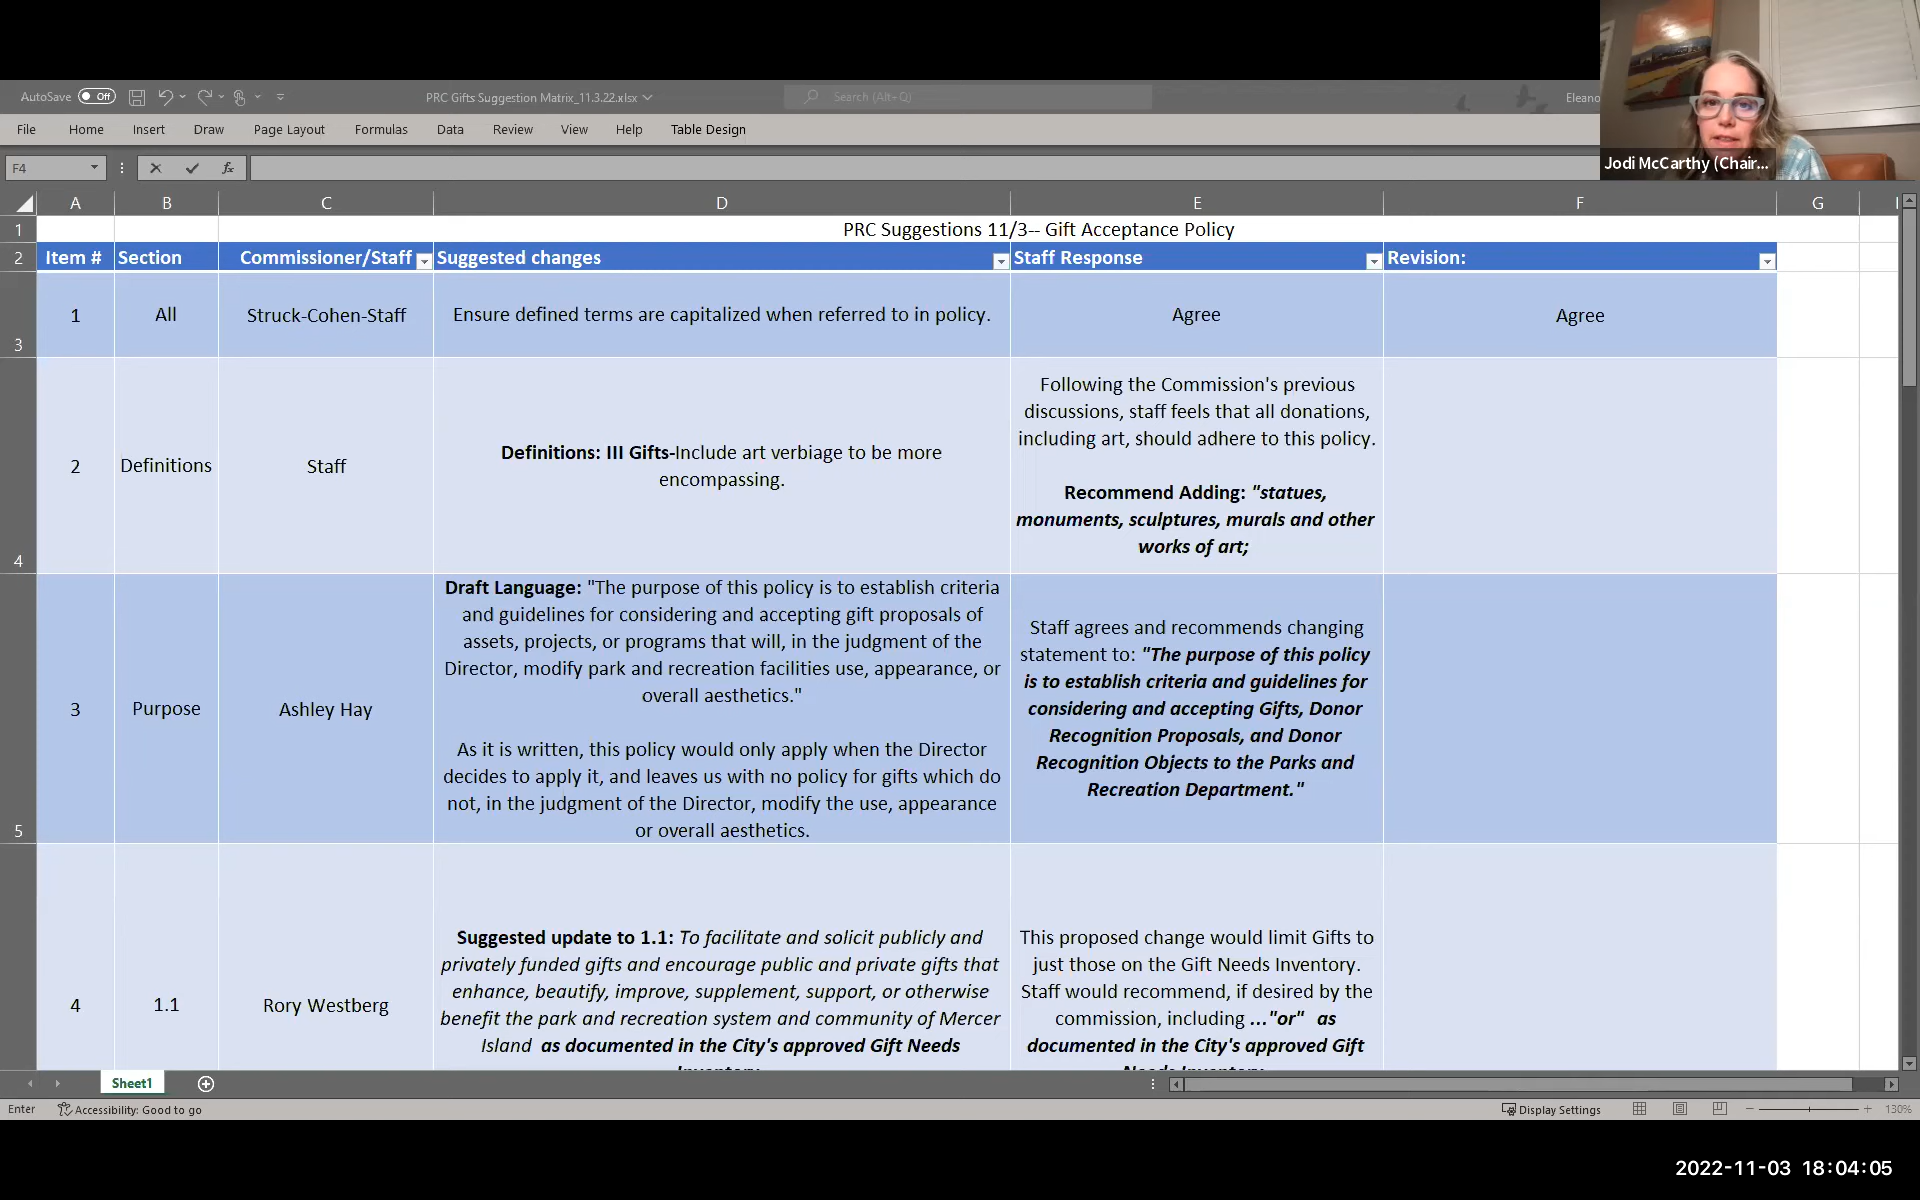 AutoSave Off
PRC Gifts Suggestion Matrix_11.3.22.xlsx
Search (Alt+Q)
Eleano
File Home Insert Draw Page Layout Formulas Data Review View Help Table Design
Jodi McCarthy (Chair...
F4
fx
A B C D E F G
1
PRC Suggestions 11/3-- Gift Acceptance Policy
2
Item # Section Commissioner/Staff Suggested changes Staff Response Revision:
3
1
All
Struck-Cohen-Staff
Ensure defined terms are capitalized when referred to in policy.
Agree
Agree
4
2
Definitions
Staff
Definitions: III Gifts-Include art verbiage to be more
encompassing.
Following the Commission's previous
discussions, staff feels that all donations,
including art, should adhere to this policy.
Recommend Adding: "statues,
monuments, sculptures, murals and other
works of art;
5
3
Purpose
Ashley Hay
Draft Language: "The purpose of this policy is to establish criteria
and guidelines for considering and accepting gift proposals of
assets, projects, or programs that will, in the judgment of the
Director, modify park and recreation facilities use, appearance, or
overall aesthetics."
As it is written, this policy would only apply when the Director
decides to apply it, and leaves us with no policy for gifts which do
not, in the judgment of the Director, modify the use, appearance
or overall aesthetics.
Staff agrees and recommends changing
statement to: "The purpose of this policy
is to establish criteria and guidelines for
considering and accepting Gifts, Donor
Recognition Proposals, and Donor
Recognition Objects to the Parks and
Recreation Department."
4
1.1
Rory Westberg
Suggested update to 1.1: To facilitate and solicit publicly and
privately funded gifts and encourage public and private gifts that
enhance, beautify, improve, supplement, support, or otherwise
benefit the park and recreation system and community of Mercer
Island as documented in the City's approved Gift Needs
This proposed change would limit Gifts to
just those on the Gift Needs Inventory.
Staff would recommend, if desired by the
commission, including ..."or" as
documented in the City's approved Gift
Needs Inventory
Sheet1
Enter
Accessibility: Good to go
Display Settings
130%
2022-11-03 18:04:05